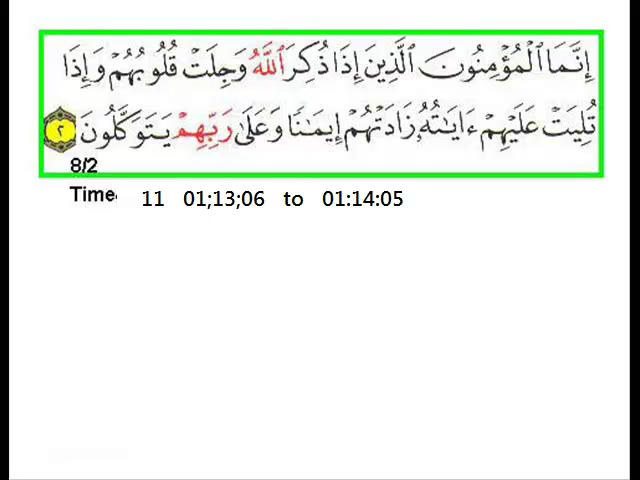 إِنَّمَا ٱلْمُؤْمِنُونَ ٱلَّذِينَ إِذَا ذُكِرَ ٱللَّهُ وَجِلَتْ قُلُوبُهُمْ وَإِذَا
تُلِيَتْ عَلَيْهِمْ ءَايَـٰتُهُۥ زَادَتْهُمْ إِيمَـٰنًا وَعَلَىٰ رَبِّهِمْ يَتَوَكَّلُونَ ٢
8/2
Time 11 01;13;06 to 01:14:05